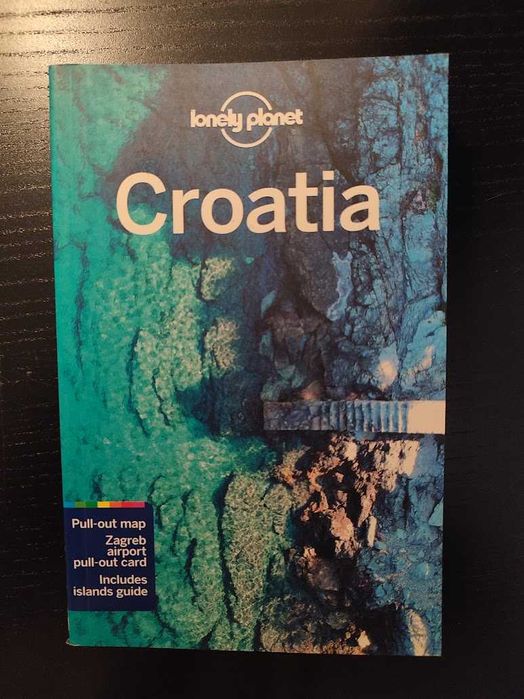 lonely planet
Croatia
Pull-out map
Zagreb
airport
pull-out card
Includes
islands guide